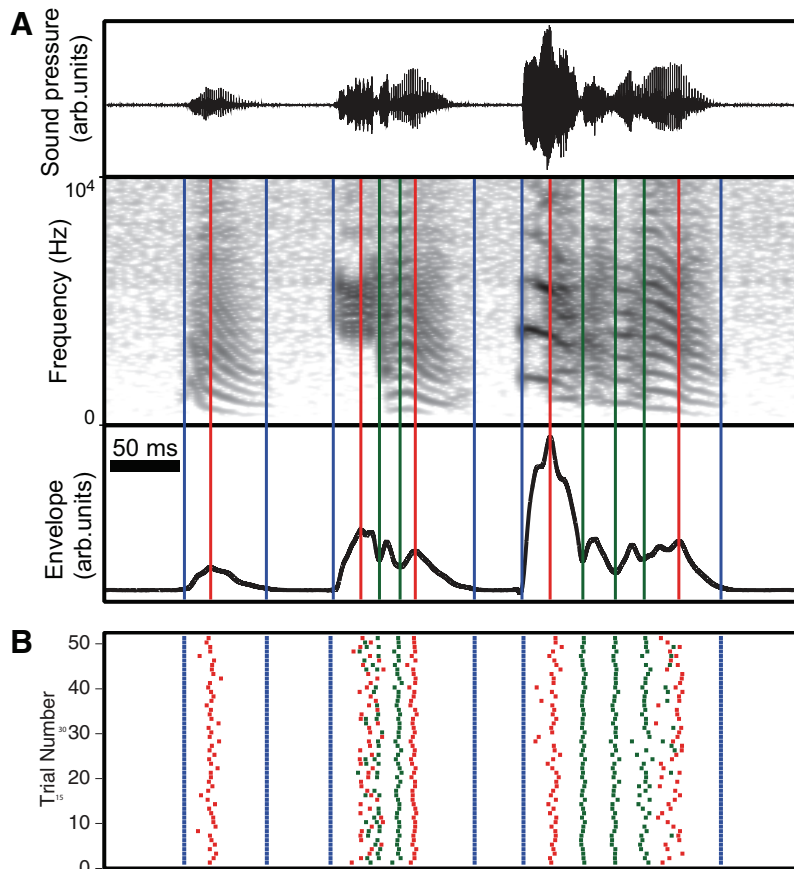 A
Sound pressure
(arb.units)
10⁴
Frequency (Hz)
0
50 ms
Envelope
(arb.units)
B
50
40
30
30
20
15
10
0
Trial Number